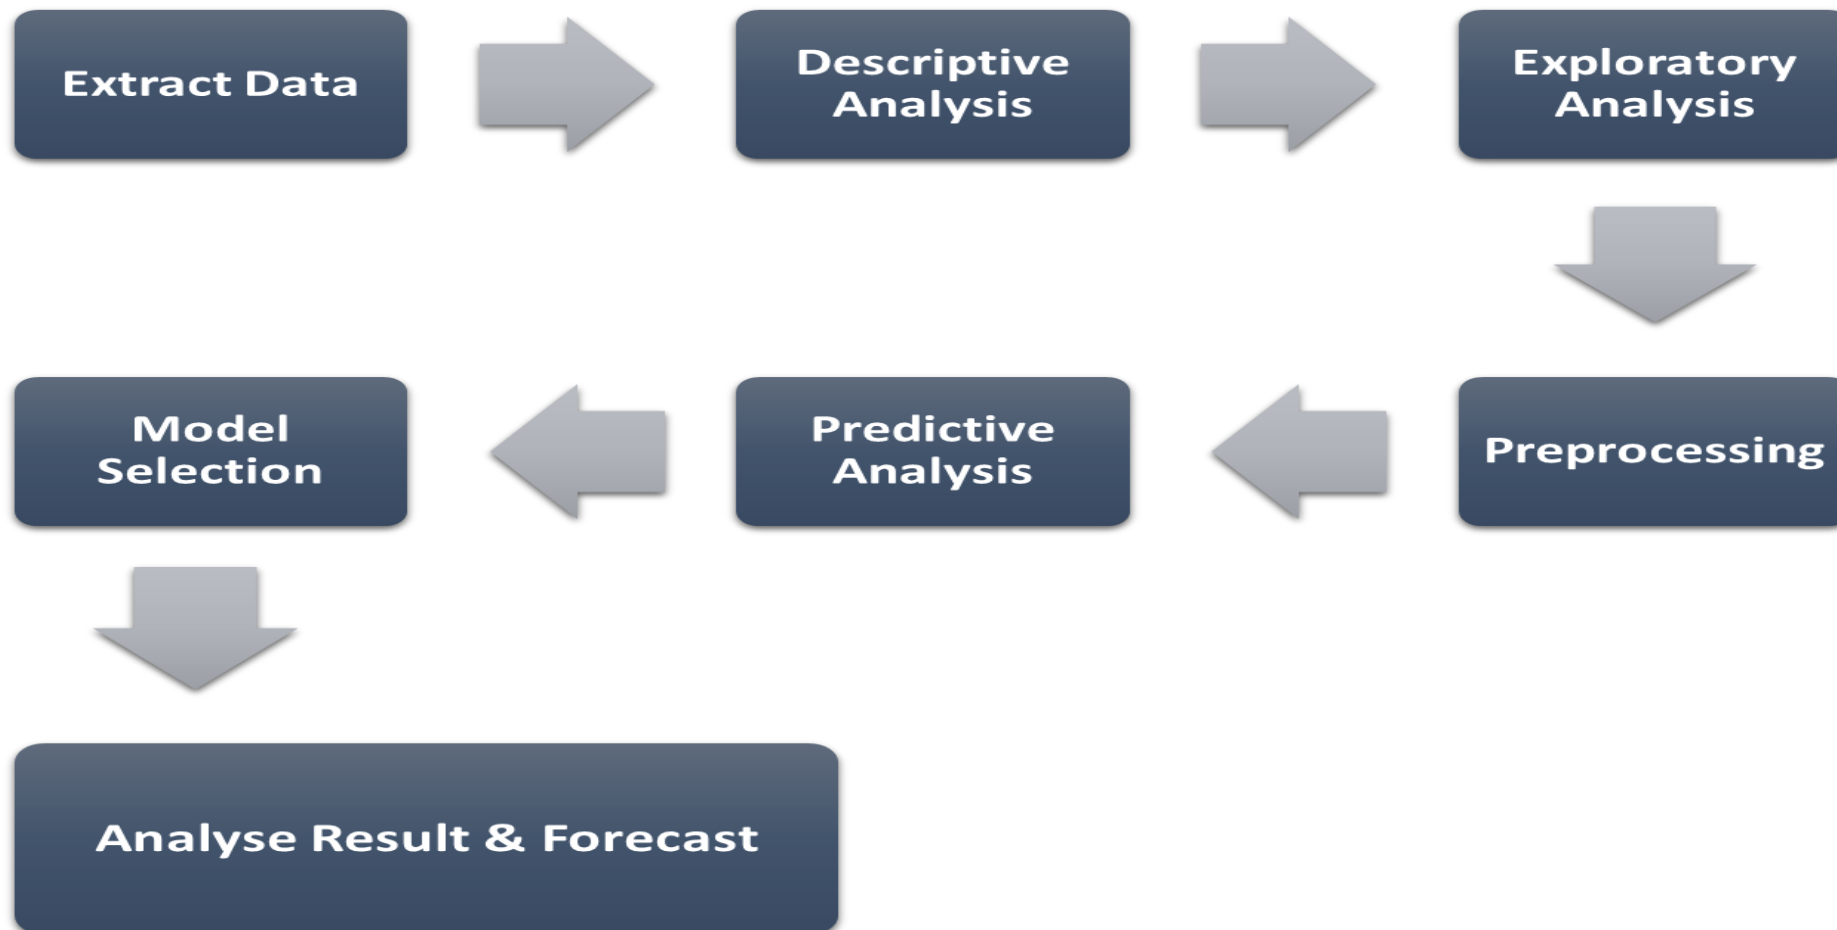 Extract Data
Descriptive
Analysis
Exploratory
Analysis
Preprocessing
Predictive
Analysis
Model
Selection
Analyse Result & Forecast